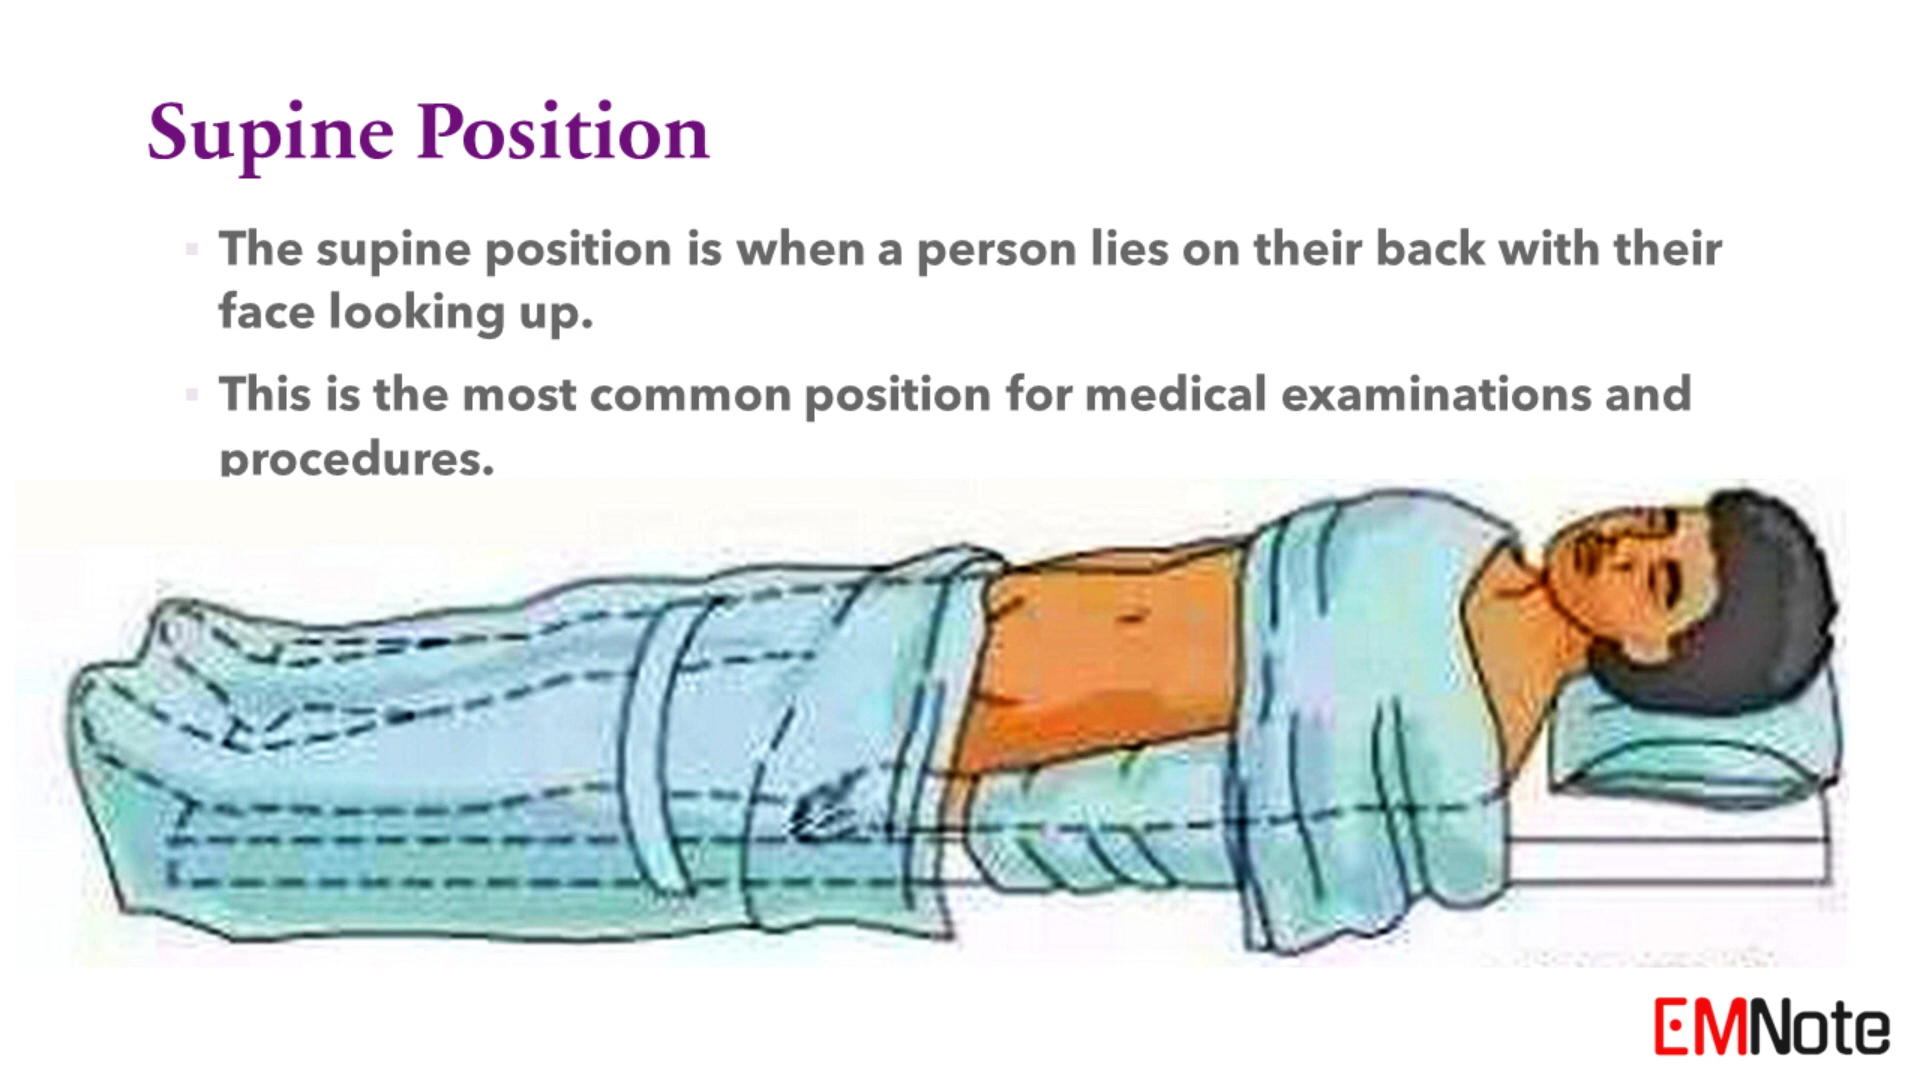 Supine Position
The supine position is when a person lies on their back with their
face looking up.
This is the most common position for medical examinations and
procedures.
EMNote